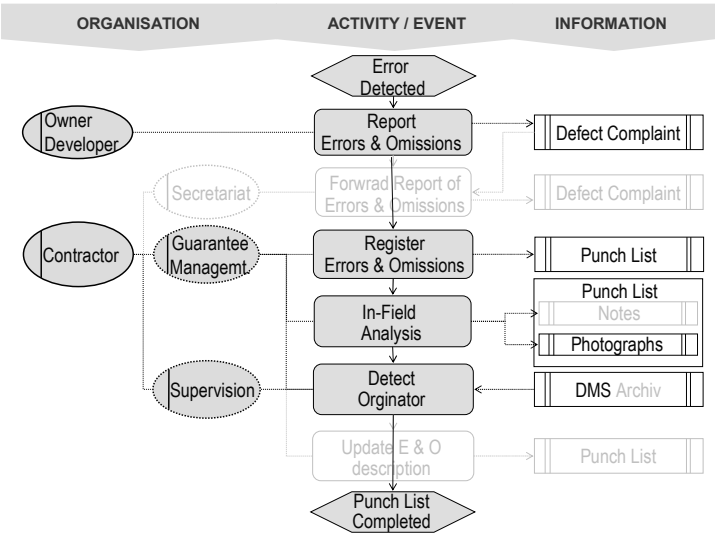 ORGANISATION ACTIVITY / EVENT INFORMATION
Error
Detected
Owner
Developer
Report
Errors & Omissions
Defect Complaint
Secretariat
Forwrad Report of
Errors & Omissions
Defect Complaint
Contractor
Guarantee
Managemt.
Register
Errors & Omissions
Punch List
In-Field
Analysis
Punch List
Notes
Photographs
Supervision
Detect
Orginator
DMS Archiv
Update E & O
description
Punch List
Punch List
Completed